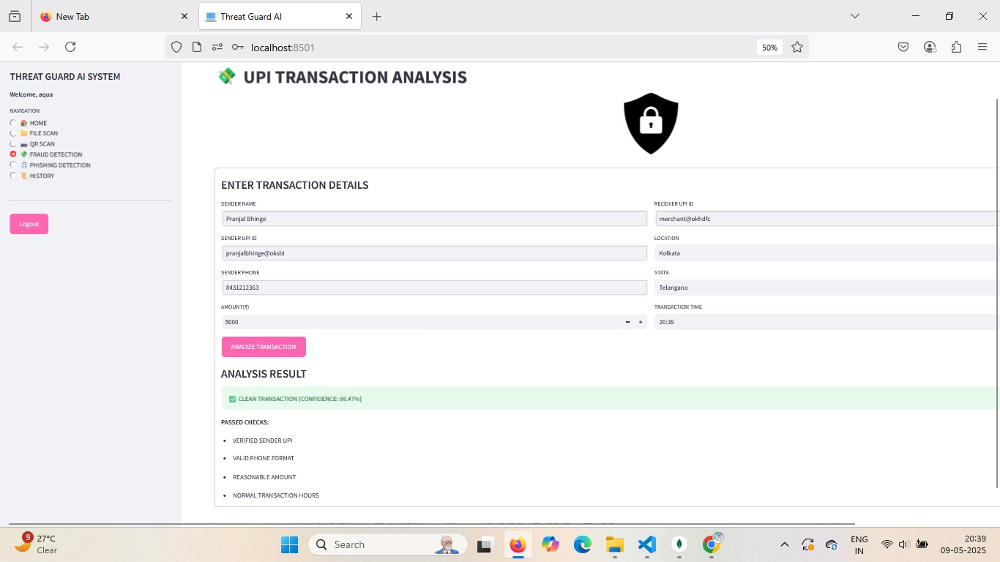 New Tab
Threat Guard AI
localhost:8501
50%
THREAT GUARD AI SYSTEM
Welcome, aqua
NAVIGATION
HOME
FILE SCAN
QR SCAN
FRAUD DETECTION
PHISHING DETECTION
HISTORY
Logout
UPI TRANSACTION ANALYSIS
ENTER TRANSACTION DETAILS
SENDER NAME
Pranjal Bhinge
RECEIVER UPI ID
merchant@okhdfc
SENDER UPI ID
pranjalbhinge@oksbi
LOCATION
Kolkata
SENDER PHONE
8431212363
STATE
Telangana
AMOUNT(₹)
5000
TRANSACTION TIME
20:39
ANALYZE TRANSACTION
ANALYSIS RESULT
CLEAN TRANSACTION [CONFIDENCE: 98.47%]
PASSED CHECKS:
• VERIFIED SENDER UPI
• VALID PHONE FORMAT
• REASONABLE AMOUNT
• NORMAL TRANSACTION HOURS
9
27°C
Clear
Search
ENG
IN
20:39
09-05-2025